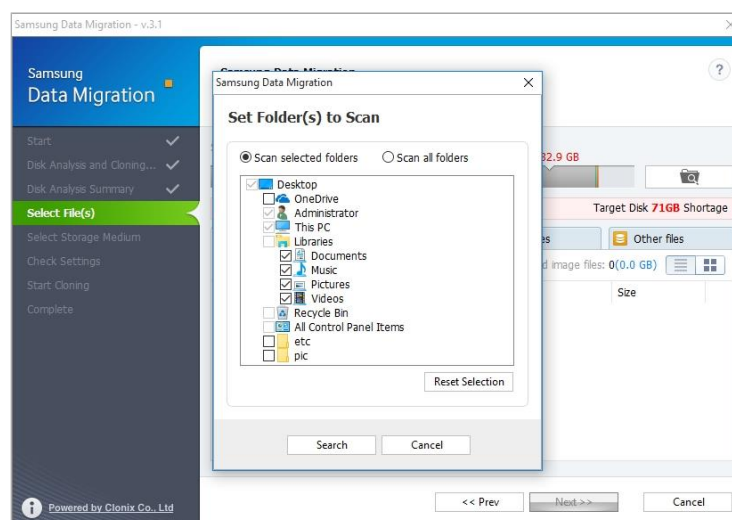 Samsung Data Migration - v.3.1
Samsung
Data Migration
Start
Disk Analysis and Cloning...
Disk Analysis Summary
Select File(s)
Select Storage Medium
Check Settings
Start Cloning
Complete
Powered by Clonix Co., Ltd
Samsung Data Migration
Samsung Data Migration
Set Folder(s) to Scan
Scan selected folders
Scan all folders
Desktop
OneDrive
Administrator
This PC
Libraries
Documents
Music
Pictures
Videos
Recycle Bin
All Control Panel Items
etc
pic
Reset Selection
Search
Cancel
?
32.9 GB
Target Disk 71GB Shortage
Other files
image files: 0(0.0 GB)
Size
<< Prev
Next >>
Cancel